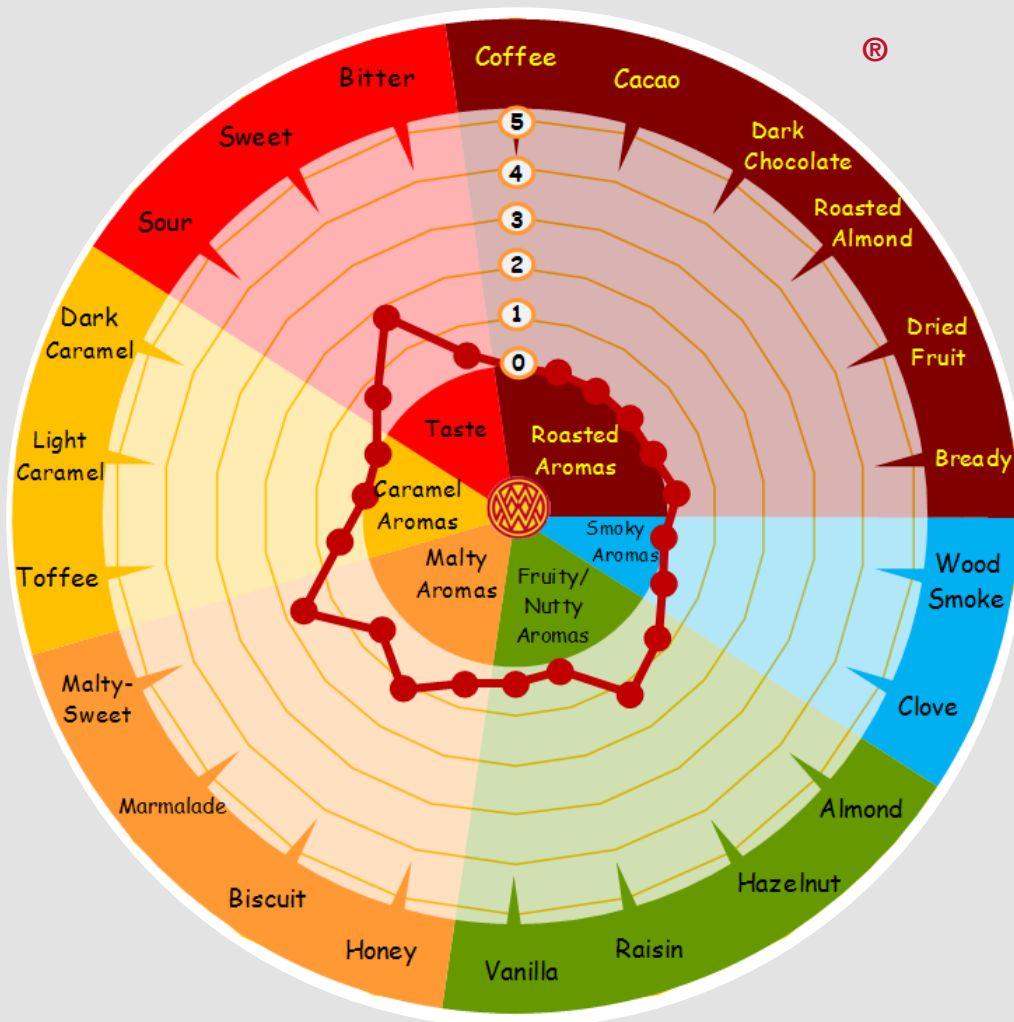 ®
Coffee
Cacao
Dark
Chocolate
Roasted
Almond
Dried
Fruit
Bready
Wood
Smoke
Clove
Almond
Hazelnut
Raisin
Vanilla
Honey
Biscuit
Marmalade
Malty-
Sweet
Toffee
Light
Caramel
Dark
Caramel
Sour
Sweet
Bitter
5
4
3
2
1
0
Taste
Roasted
Aromas
Caramel
Aromas
Smoky
Aromas
Malty
Aromas
Fruity/
Nutty
Aromas